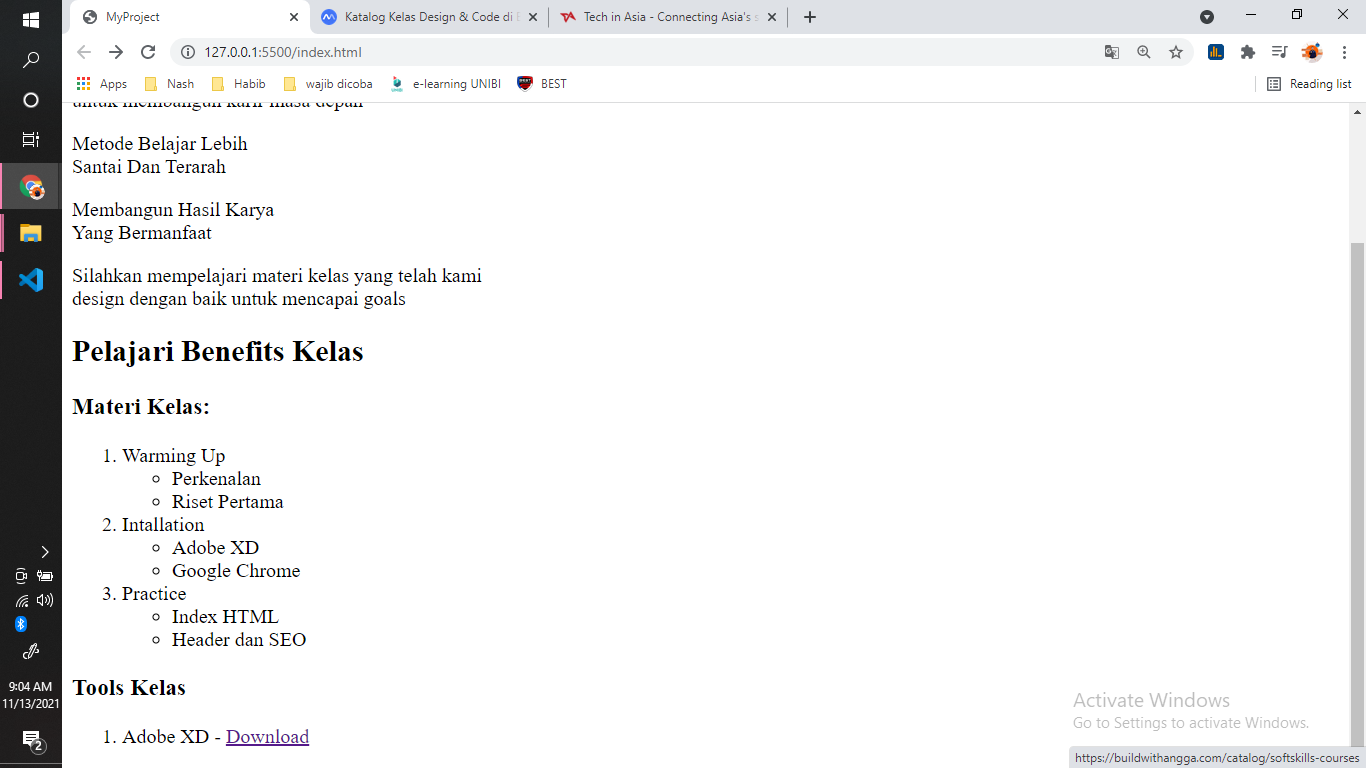 MyProject
Katalog Kelas Design & Code di
Tech in Asia - Connecting Asia's s
127.0.0.1:5500/index.html
Apps
Nash
Habib
wajib dicoba
e-learning UNIBI
BEST
Reading list
untuk membangun karir masa depan
Metode Belajar Lebih
Santai Dan Terarah
Membangun Hasil Karya
Yang Bermanfaat
Silahkan mempelajari materi kelas yang telah kami
design dengan baik untuk mencapai goals
Pelajari Benefits Kelas
Materi Kelas:
1. Warming Up
Perkenalan
Riset Pertama
2. Intallation
Adobe XD
Google Chrome
3. Practice
Index HTML
Header dan SEO
Tools Kelas
1. Adobe XD - Download
Activate Windows
Go to Settings to activate Windows.
https://buildwithangga.com/catalog/softskills-courses
9:04 AM
11/13/2021
2